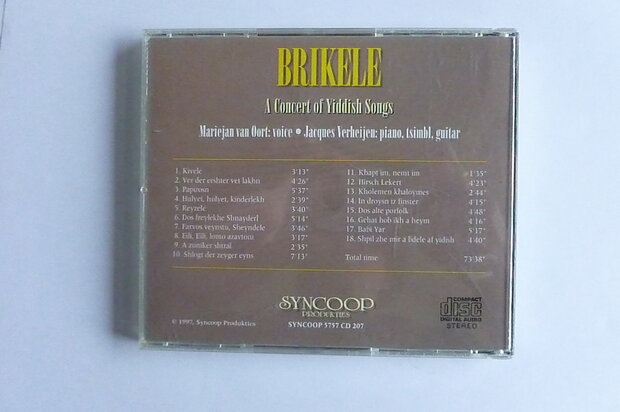 BRIKELE
A Concert of Yiddish Songs
Mariejan van Oort: voice • Jacques Verheijen: piano, tsimbl, guitar
1. Kivele 3'13"
2. Ver der ershter vet lakhn 4'26"
3. Papirosn 5'37"
4. Hulyet, hulyet, kinderlekh 2'39"
5. Reyzele 3'40"
6. Dos freylekhe Shnayderl 5'14"
7. Farvos veynstu, Sheyndele 3'46"
8. Eili, Eili, lomo azavtoni 3'17"
9. A zuniker shtral 2'35"
10. Shlogt der zeyger eyns 7'13"
11. Khapt im, nemt im 1'35"
12. Hirsch Lekert 4'23"
13. Kholemen khaloymes 2'44"
14. In droysn iz finster 4'15"
15. Dos alte porfolk 4'48"
16. Gehat hob ikh a heym 4'16"
17. Babi Yar 5'17"
18. Shpil zhe mir a lidele af yidish 4'40"
Total time 73'38"
SYNCOOP
PRODUKTIES
SYNCOOP 5757 CD 207
© 1997, Syncoop Produkties
COMPACT
disc
DIGITAL AUDIO
STEREO